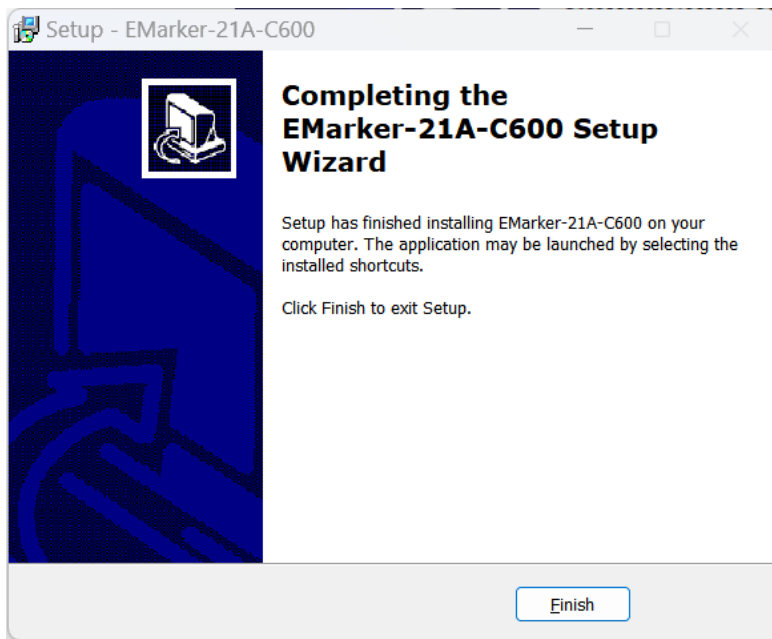 Setup - EMarker-21A-C600
Completing the
EMarker-21A-C600 Setup
Wizard
Setup has finished installing EMarker-21A-C600 on your
computer. The application may be launched by selecting the
installed shortcuts.
Click Finish to exit Setup.
Finish